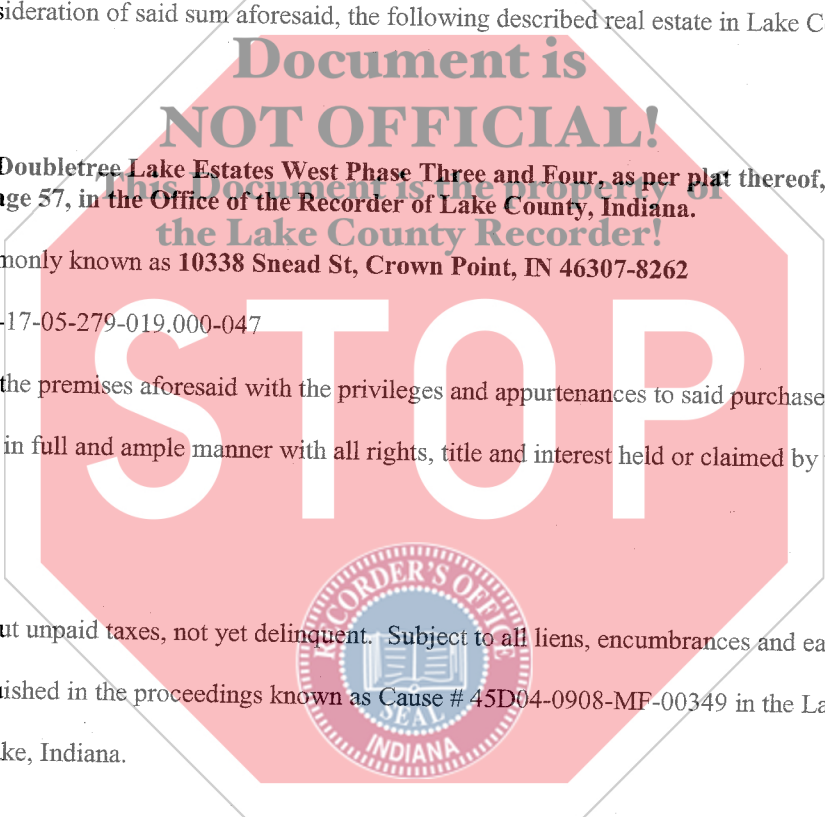 sideration of said sum aforesaid, the following described real estate in Lake C
Document is
NOT OFFICIAL!
Doubletree Lake Estates West Phase Three and Four, as per plat thereof,
This Document is the property of
age 57, in the Office of the Recorder of Lake County, Indiana.
the Lake County Recorder!
monly known as 10338 Snead St, Crown Point, IN 46307-8262
-17-05-279-019.000-047
STOP
the premises aforesaid with the privileges and appurtenances to said purchase
in full and ample manner with all rights, title and interest held or claimed by
RECORDER'S OFFICE
SEAL
INDIANA
ut unpaid taxes, not yet delinquent. Subject to all liens, encumbrances and ea
uished in the proceedings known as Cause # 45D04-0908-MF-00349 in the La
ke, Indiana.